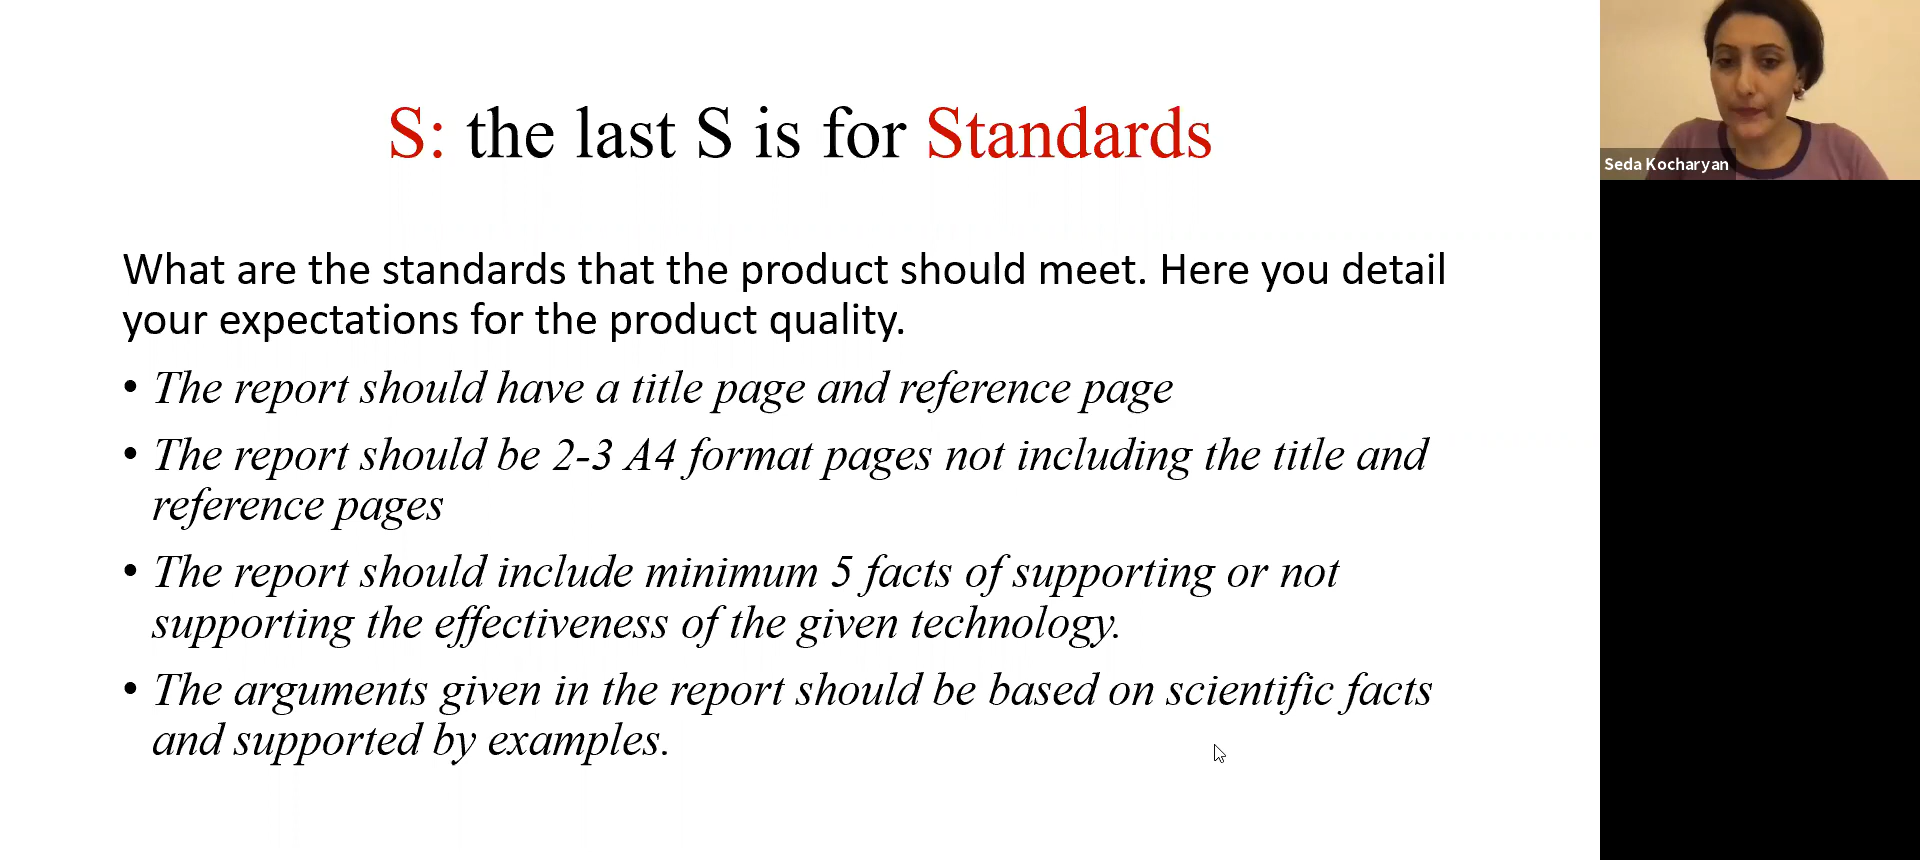 S: the last S is for Standards
Seda Kocharyan
What are the standards that the product should meet. Here you detail
your expectations for the product quality.
• The report should have a title page and reference page
• The report should be 2-3 A4 format pages not including the title and
reference pages
• The report should include minimum 5 facts of supporting or not
supporting the effectiveness of the given technology.
• The arguments given in the report should be based on scientific facts
and supported by examples.